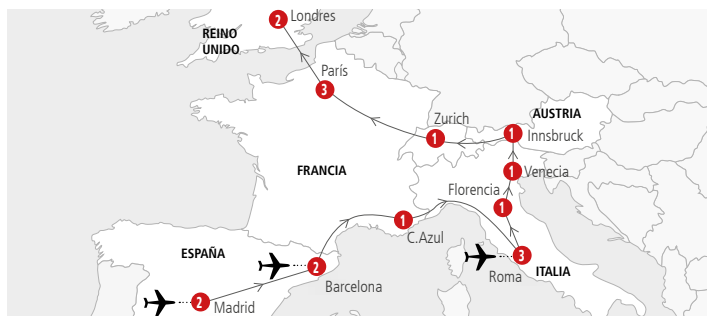 2
Londres
REINO
UNIDO
París
3
AUSTRIA
Zurich
1
1
Innsbruck
FRANCIA
1
Venecia
Florencia
1
1
C.Azul
ESPAÑA
2
Barcelona
3
Roma
ITALIA
2
Madrid